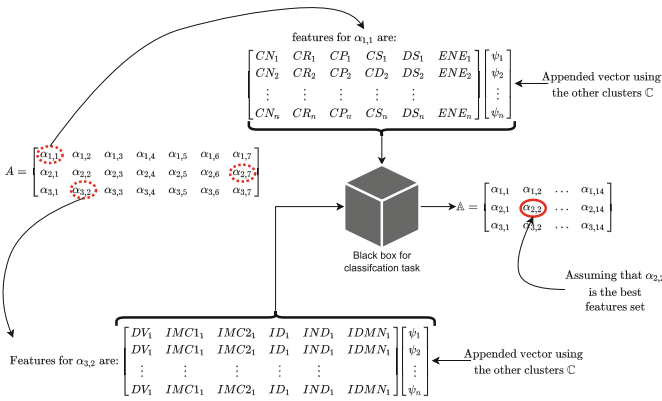 features for α1,1 are:
CN1 CR1 CP1 CS1 DS1 ENE1 ψ1
CN2 CR2 CP2 CD2 DS2 ENE2 ψ2
⋮ ⋮ ⋮ ⋮ ⋮
CNn CRn CPn CSn DSn ENEn ψn
Appended vector using
the other clusters ℂ
α1,1 α1,2 α1,3 α1,4 α1,5 α1,6 α1,7
A = α2,1 α2,2 α2,3 α2,4 α2,5 α2,6 α2,7
α3,1 α3,2 α3,3 α3,4 α3,5 α3,6 α3,7
Black box for
classifcation task
α1,1 α1,2 … α1,14
𝔸 = α2,1 α2,2 … α2,14
α3,1 α3,2 … α3,14
Assuming that α2,2
is the best
features set
Features for α3,2 are:
DV1 IMC11 IMC21 ID1 IND1 IDMN1 ψ1
DV1 IMC11 IMC21 ID1 IND1 IDMN1 ψ2
⋮ ⋮ ⋮ ⋮ ⋮
DV1 IMC11 IMC21 ID1 IND1 IDMN1 ψn
Appended vector using
the other clusters ℂ